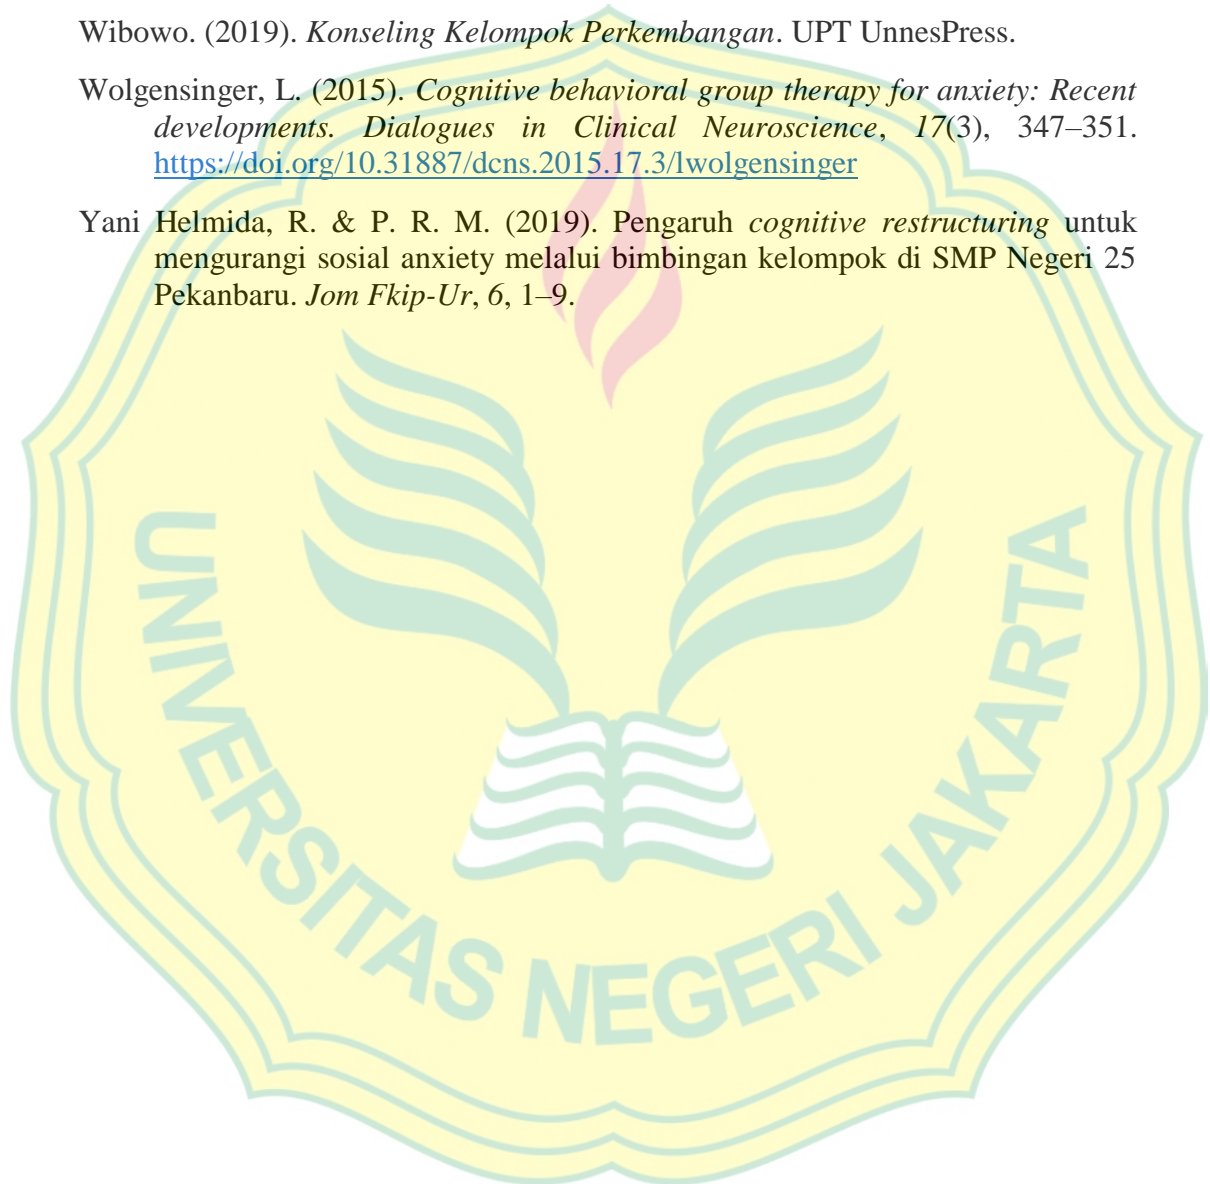 Wibowo. (2019). Konseling Kelompok Perkembangan. UPT UnnesPress.
Wolgensinger, L. (2015). Cognitive behavioral group therapy for anxiety: Recent
developments. Dialogues in Clinical Neuroscience, 17(3), 347–351.
https://doi.org/10.31887/dcns.2015.17.3/lwolgensinger
Yani Helmida, R. & P. R. M. (2019). Pengaruh cognitive restructuring untuk
mengurangi sosial anxiety melalui bimbingan kelompok di SMP Negeri 25
Pekanbaru. Jom Fkip-Ur, 6, 1–9.
UNIVERSITAS NEGERI JAKARTA